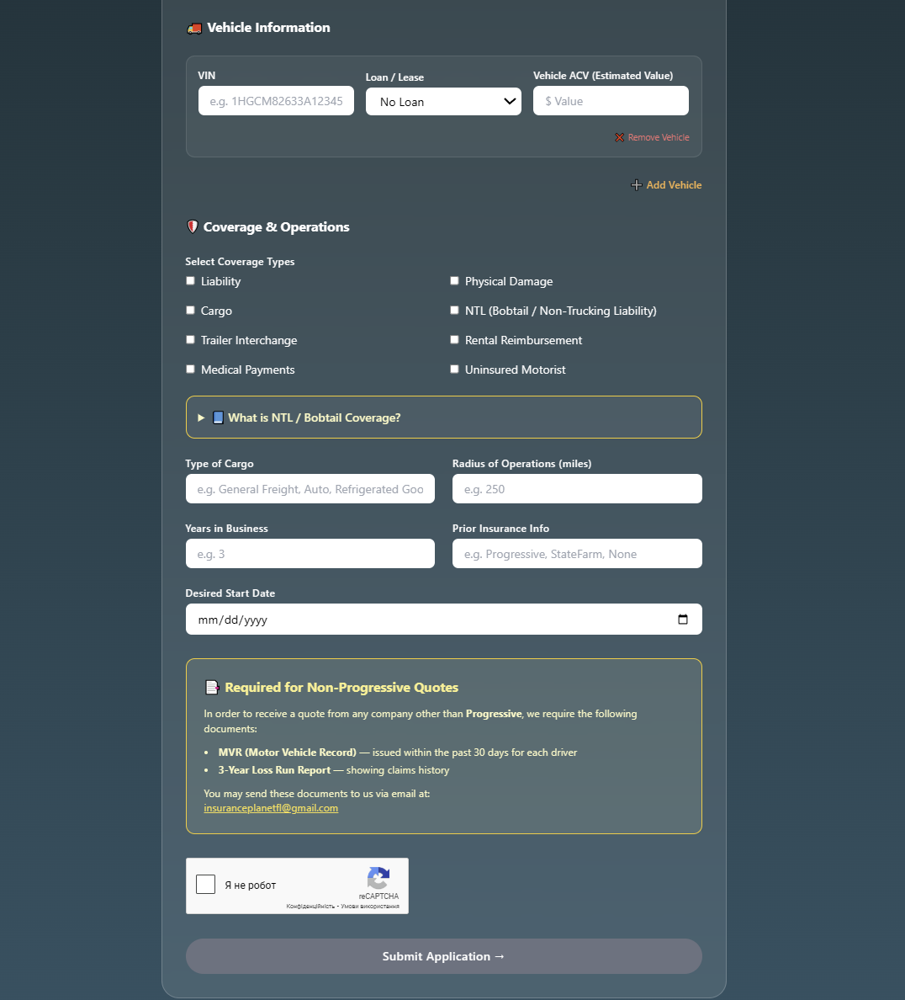 🚚 Vehicle Information
VIN
Loan / Lease
Vehicle ACV (Estimated Value)
e.g. 1HGCM82633A12345
No Loan
$ Value
❌ Remove Vehicle
➕ Add Vehicle
🛡️ Coverage & Operations
Select Coverage Types
Liability
Physical Damage
Cargo
NTL (Bobtail / Non-Trucking Liability)
Trailer Interchange
Rental Reimbursement
Medical Payments
Uninsured Motorist
▶ 📘 What is NTL / Bobtail Coverage?
Type of Cargo
Radius of Operations (miles)
e.g. General Freight, Auto, Refrigerated Goo
e.g. 250
Years in Business
Prior Insurance Info
e.g. 3
e.g. Progressive, StateFarm, None
Desired Start Date
mm/dd/yyyy
📑 Required for Non-Progressive Quotes
In order to receive a quote from any company other than Progressive, we require the following
documents:
• MVR (Motor Vehicle Record) — issued within the past 30 days for each driver
• 3-Year Loss Run Report — showing claims history
You may send these documents to us via email at:
insuranceplanetfl@gmail.com
Я не робот
reCAPTCHA
Конфіденційність - Умови використання
Submit Application →